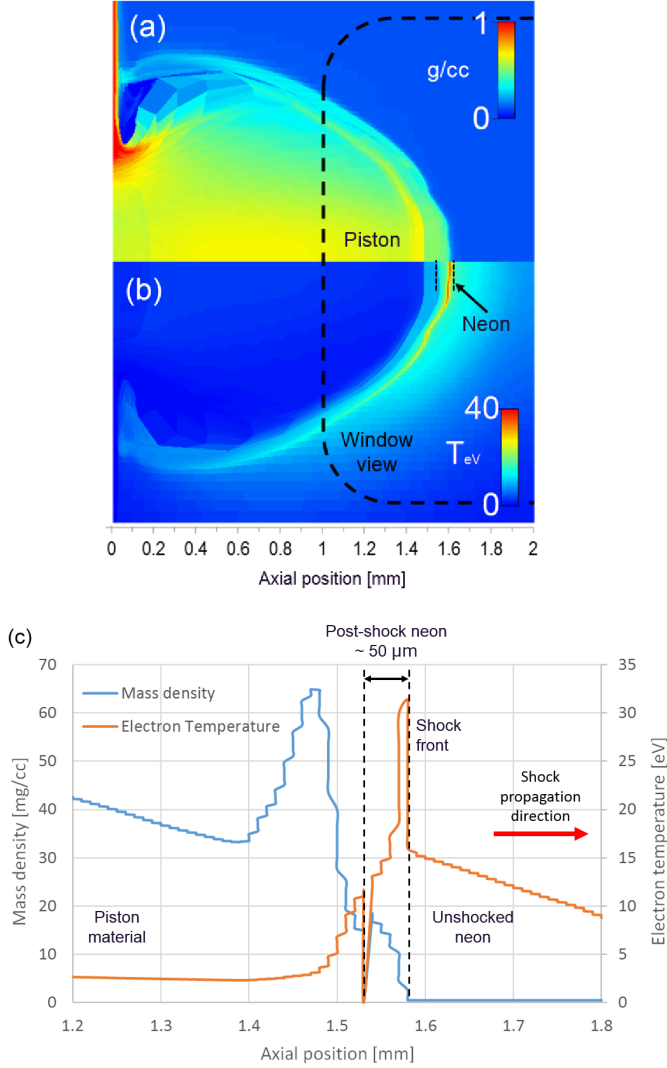 (a)
1
g/cc
0
Piston
(b)
Neon
40
Window
view
TeV
0
0 0.2 0.4 0.6 0.8 1 1.2 1.4 1.6 1.8 2
Axial position [mm]
(c)
Post-shock neon
~ 50 µm
70 35
Mass density
60 30
Electron Temperature
Shock
front
50 25
Shock
propagation
direction
40 20
30 15
20 10
Piston
material
Unshocked
neon
10 5
0 0
Mass density [mg/cc]
Electron temperature [eV]
1.2 1.3 1.4 1.5 1.6 1.7 1.8
Axial position [mm]